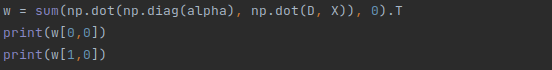 w = sum(np.dot(np.diag(alpha), np.dot(D, X)), 0).T
print(w[0,0])
print(w[1,0])